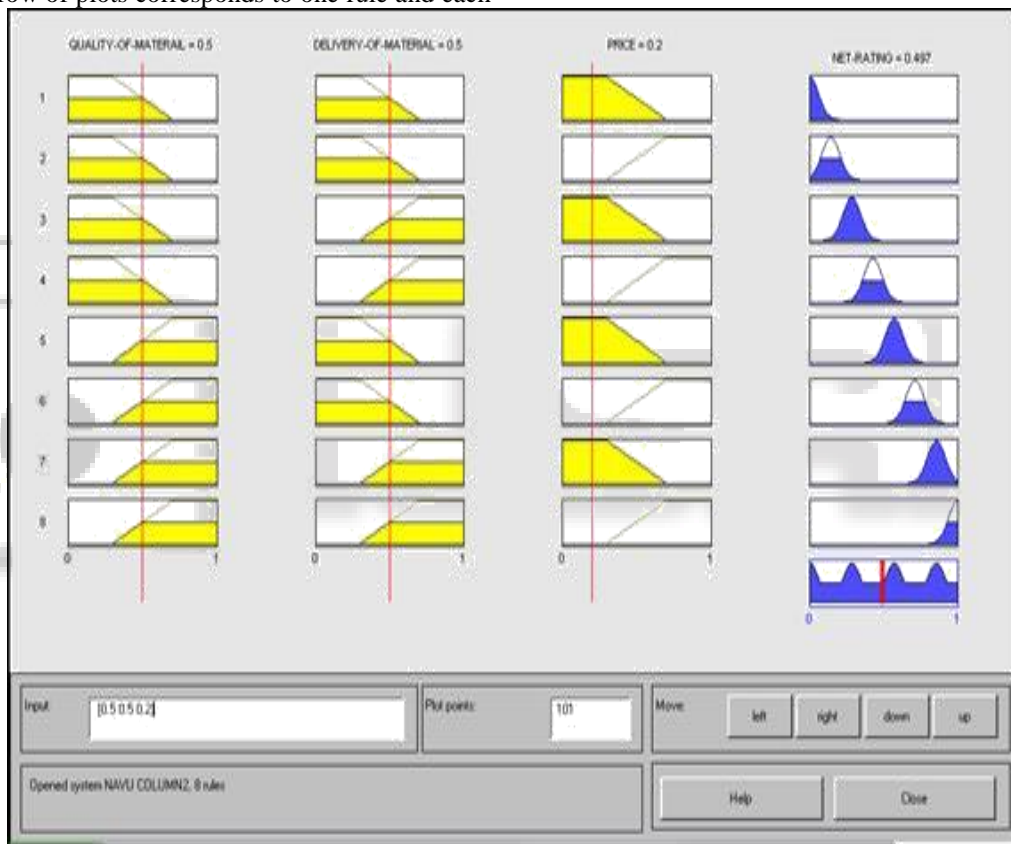 row of plots corresponds to one rule and each
QUALITY-OF-MATERAIL = 0.5 DELIVERY-OF-MATERIAL = 0.5 PRICE = 0.2 NET-RATING = 0.497
1
2
3
4
5
6
7
8
0 1 0 1 0 1
0 1
Input: [0.5 0.5 0.2] Plot points: 101 Move: left right down up
Opened system NAVU COLUMN2, 8 rules Help Close